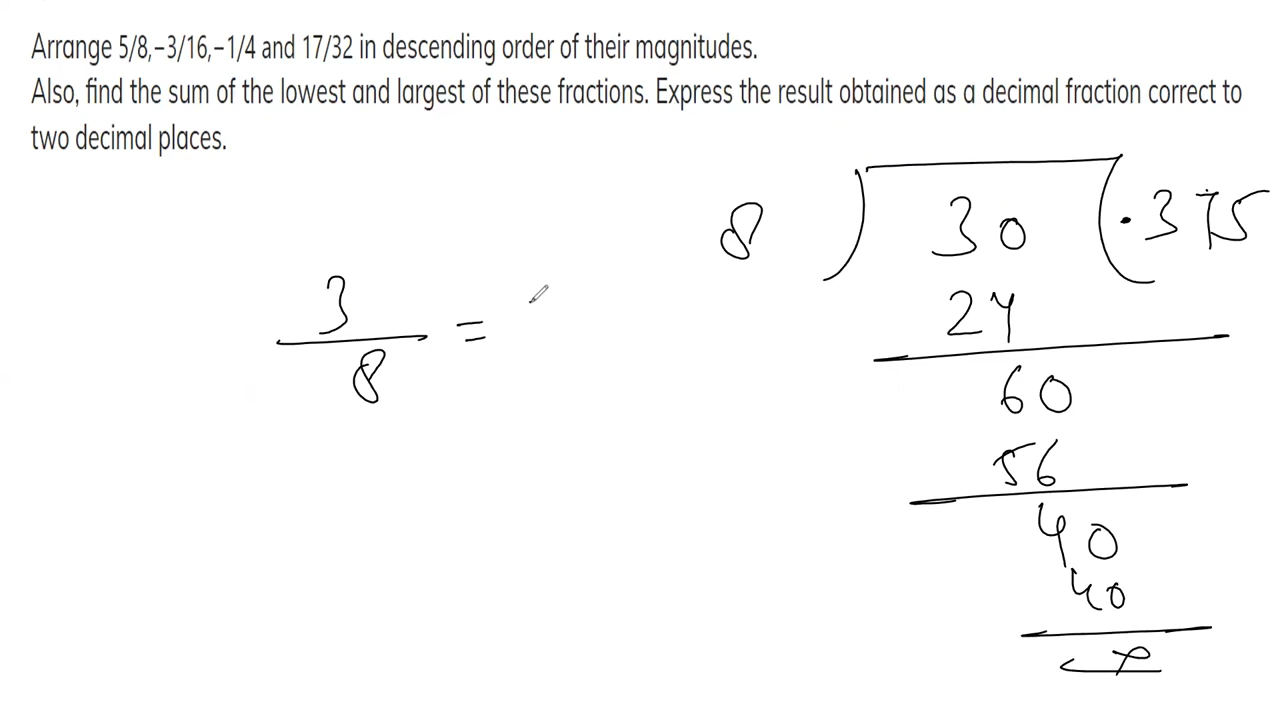 Arrange 5/8,–3/16,–1/4 and 17/32 in descending order of their magnitudes.
Also, find the sum of the lowest and largest of these fractions. Express the result obtained as a decimal fraction correct to
two decimal places.
8 ) 30 ( .375
24
60
56
40
40
3
=
8